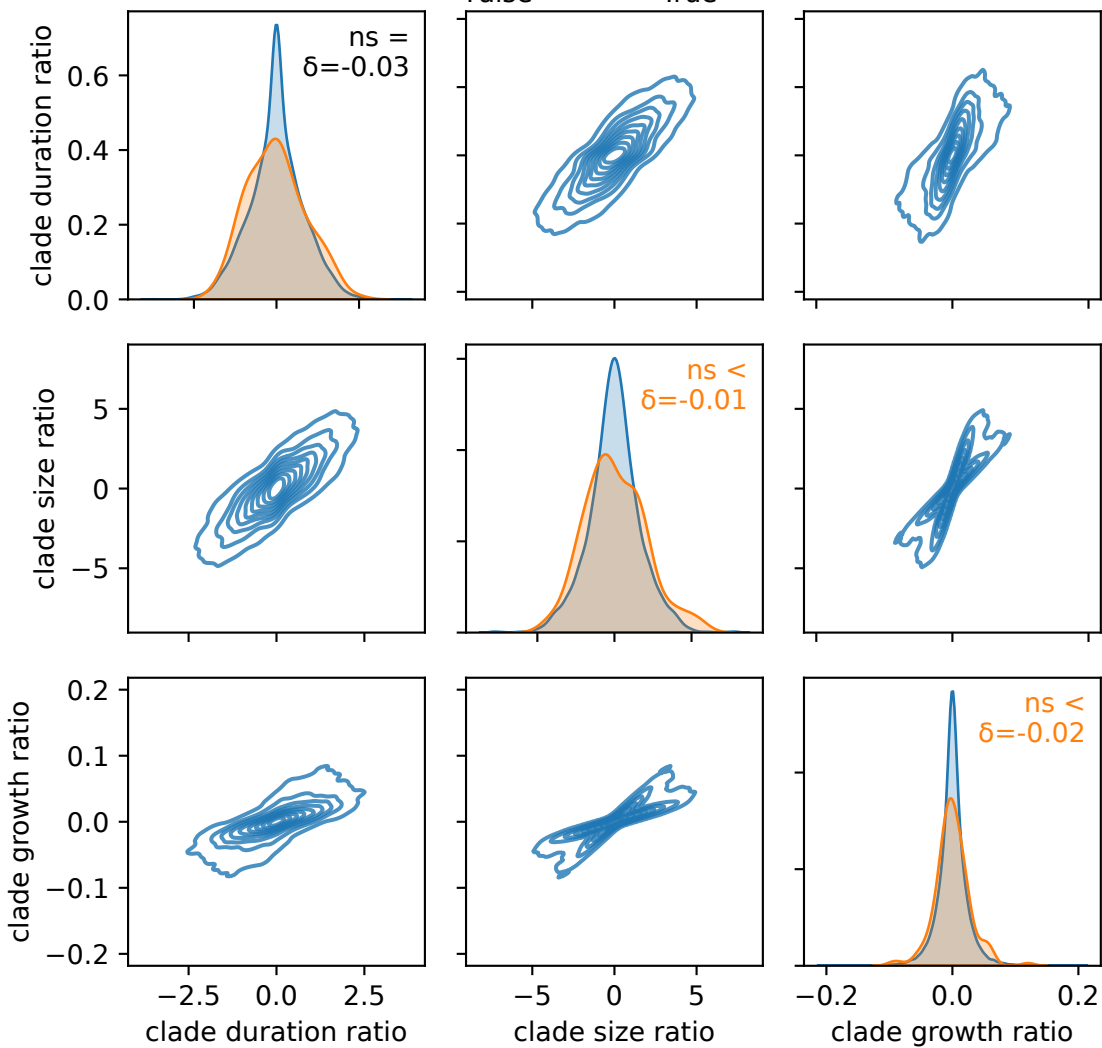 True
clade duration ratio
0.6
0.4
0.2
0.0
ns =
δ=-0.03
clade size ratio
5
0
−5
ns <
δ=-0.01
clade growth ratio
0.2
0.1
0.0
−0.1
−0.2
ns <
δ=-0.02
−2.5 0.0 2.5
−5 0 5
−0.2 0.0 0.2
clade duration ratio
clade size ratio
clade growth ratio